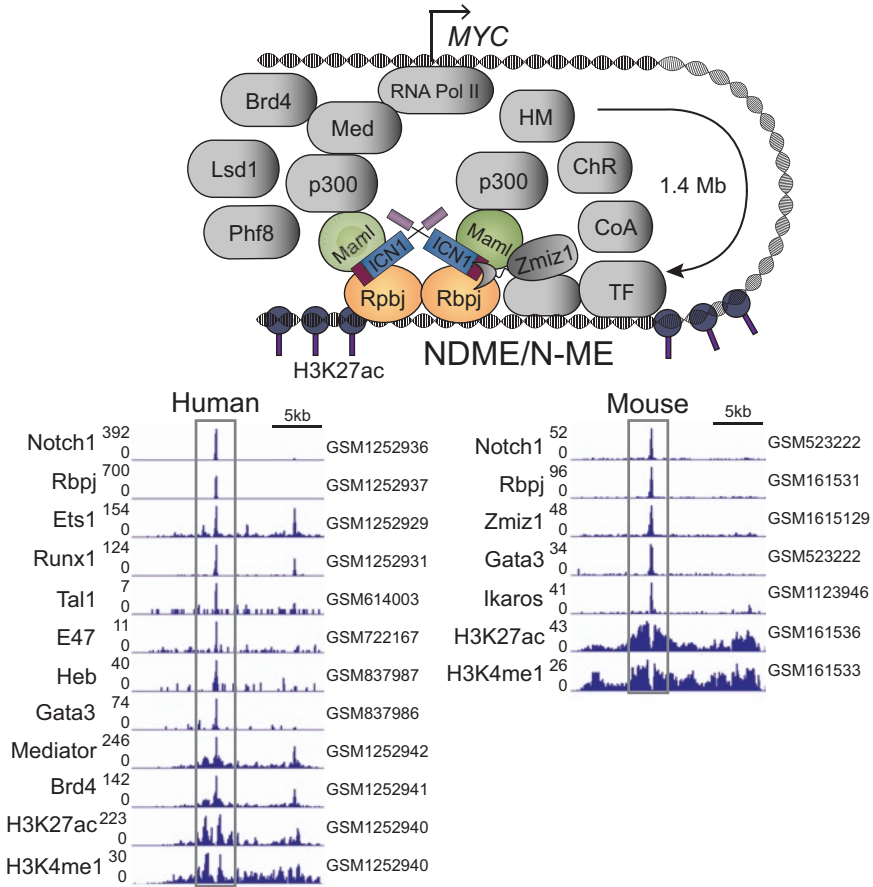 MYC
RNA Pol II
Brd4
Med
HM
Lsd1
p300
p300
ChR
1.4 Mb
Phf8
Maml
Maml
CoA
ICN1
ICN1
Zmiz1
Rpbj
Rbpj
TF
NDME/N-ME
H3K27ac
Human
5kb
Notch1 392 0 GSM1252936
Rbpj 700 0 GSM1252937
Ets1 154 0 GSM1252929
Runx1 124 0 GSM1252931
Tal1 7 0 GSM614003
E47 11 0 GSM722167
Heb 40 0 GSM837987
Gata3 74 0 GSM837986
Mediator 246 0 GSM1252942
Brd4 142 0 GSM1252941
H3K27ac 223 0 GSM1252940
H3K4me1 30 0 GSM1252940
Mouse
5kb
Notch1 52 0 GSM523222
Rbpj 96 0 GSM161531
Zmiz1 48 0 GSM1615129
Gata3 34 0 GSM523222
Ikaros 41 0 GSM1123946
H3K27ac 43 0 GSM161536
H3K4me1 26 0 GSM161533